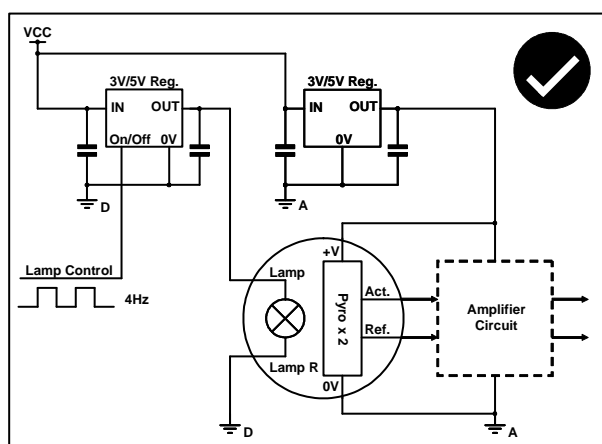 VCC
3V/5V Reg.
IN OUT
On/Off 0V
D
3V/5V Reg.
IN OUT
0V
A
Lamp Control
4Hz
+V
Lamp
Pyro x 2
Act.
Ref.
Lamp R
0V
Amplifier
Circuit
D
A